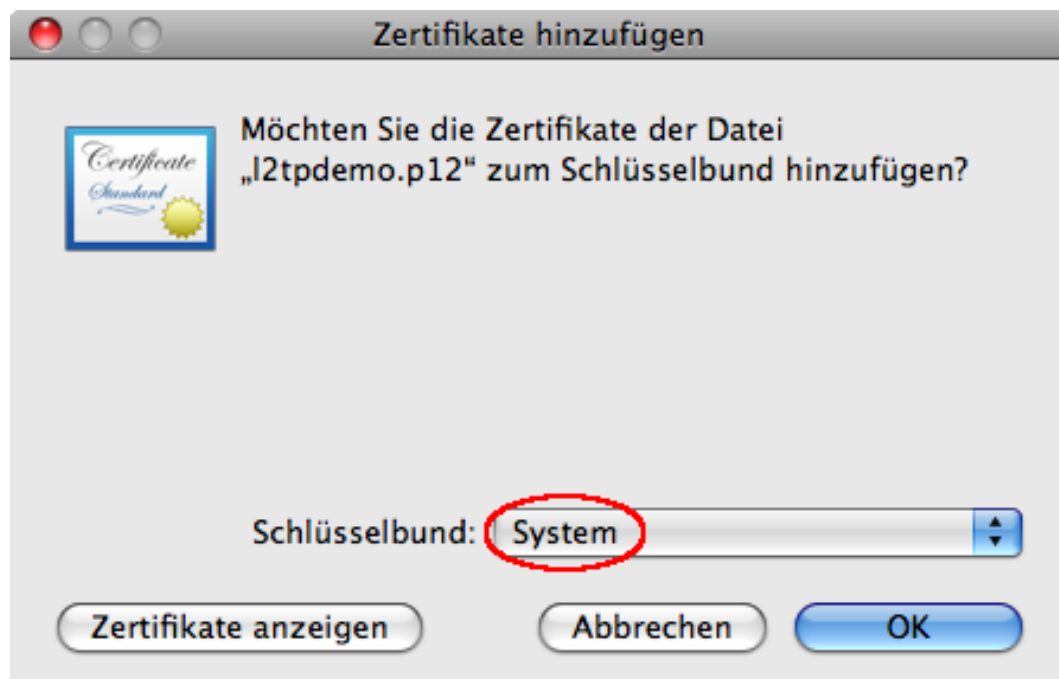 Zertifikate hinzufügen
Möchten Sie die Zertifikate der Datei
„l2tpdemo.p12“ zum Schlüsselbund hinzufügen?
Certificate
Standard
Schlüsselbund: System
Zertifikate anzeigen Abbrechen OK